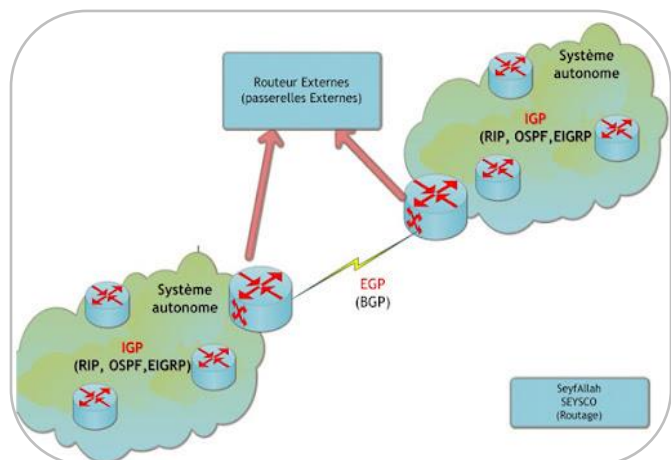 Routeur Externes
(passerelles Externes)
Système
autonome
IGP
(RIP, OSPF,EIGRP
EGP
(BGP)
Système
autonome
IGP
(RIP, OSPF,EIGRP)
SeyfAllah
SEYSCO
(Routage)